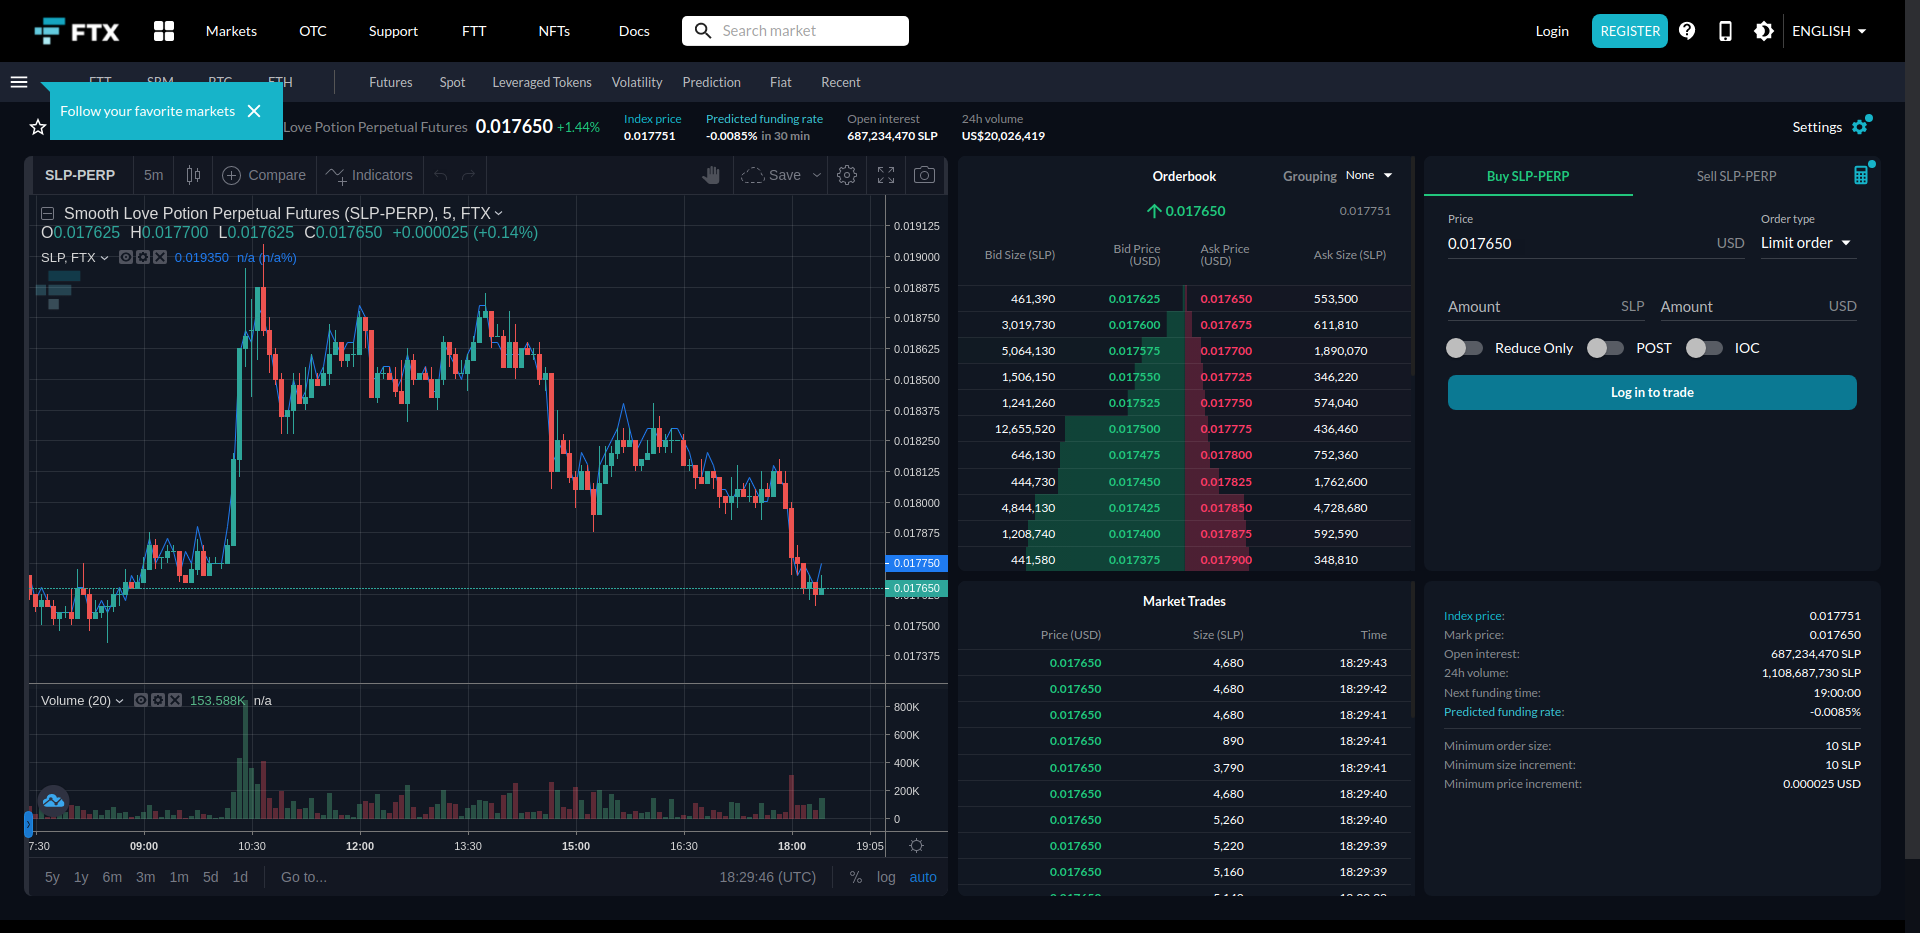 FTX Markets OTC Support FTT NFTs Docs Search market Login REGISTER ENGLISH
FTT SRM BTC ETH Futures Spot Leveraged Tokens Volatility Prediction Fiat Recent
Follow your favorite markets
Love Potion Perpetual Futures 0.017650 +1.44%
Index price
0.017751
Predicted funding rate
-0.0085% in 30 min
Open interest
687,234,470 SLP
24h volume
US$20,026,419
Settings
SLP-PERP 5m Compare Indicators Save
Smooth Love Potion Perpetual Futures (SLP-PERP), 5, FTX
O0.017625 H0.017700 L0.017625 C0.017650 +0.000025 (+0.14%)
SLP, FTX 0.019350 n/a (n/a%)
0.019125
0.019000
0.018875
0.018750
0.018625
0.018500
0.018375
0.018250
0.018125
0.018000
0.017875
0.017750
0.017650
0.017500
0.017375
Volume (20) 153.588K n/a
800K
600K
400K
200K
0
7:30 09:00 10:30 12:00 13:30 15:00 16:30 18:00 19:05
5y 1y 6m 3m 1m 5d 1d Go to... 18:29:46 (UTC) % log auto
Orderbook Grouping None
0.017650 0.017751
Bid Size (SLP) Bid Price (USD) Ask Price (USD) Ask Size (SLP)
461,390 0.017625 0.017650 553,500
3,019,730 0.017600 0.017675 611,810
5,064,130 0.017575 0.017700 1,890,070
1,506,150 0.017550 0.017725 346,220
1,241,260 0.017525 0.017750 574,040
12,655,520 0.017500 0.017775 436,460
646,130 0.017475 0.017800 752,360
444,730 0.017450 0.017825 1,762,600
4,844,130 0.017425 0.017850 4,728,680
1,208,740 0.017400 0.017875 592,590
441,580 0.017375 0.017900 348,810
Market Trades
Price (USD) Size (SLP) Time
0.017650 4,680 18:29:43
0.017650 4,680 18:29:42
0.017650 4,680 18:29:41
0.017650 890 18:29:41
0.017650 3,790 18:29:41
0.017650 4,680 18:29:40
0.017650 5,260 18:29:40
0.017650 5,220 18:29:39
0.017650 5,160 18:29:39
Buy SLP-PERP Sell SLP-PERP
Price Order type
0.017650 USD Limit order
Amount SLP Amount USD
Reduce Only POST IOC
Log in to trade
Index price: 0.017751
Mark price: 0.017650
Open interest: 687,234,470 SLP
24h volume: 1,108,687,730 SLP
Next funding time: 19:00:00
Predicted funding rate: -0.0085%
Minimum order size: 10 SLP
Minimum size increment: 10 SLP
Minimum price increment: 0.000025 USD